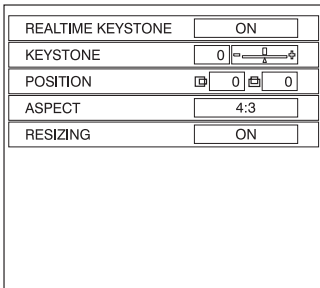 REALTIME KEYSTONE ON
KEYSTONE 0 - +
POSITION 0 0
ASPECT 4:3
RESIZING ON